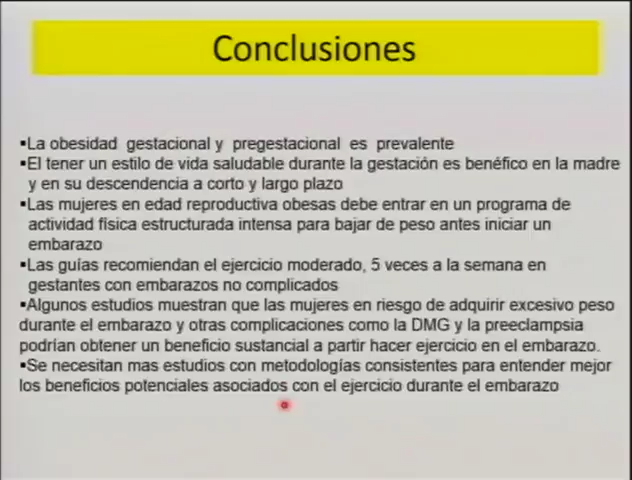 Conclusiones
▪La obesidad gestacional y pregestacional es prevalente
▪El tener un estilo de vida saludable durante la gestación es benéfico en la madre
y en su descendencia a corto y largo plazo
▪Las mujeres en edad reproductiva obesas debe entrar en un programa de
actividad física estructurada intensa para bajar de peso antes iniciar un
embarazo
▪Las guías recomiendan el ejercicio moderado, 5 veces a la semana en
gestantes con embarazos no complicados
▪Algunos estudios muestran que las mujeres en riesgo de adquirir excesivo peso
durante el embarazo y otras complicaciones como la DMG y la preeclampsia
podrían obtener un beneficio sustancial a partir hacer ejercicio en el embarazo.
▪Se necesitan mas estudios con metodologías consistentes para entender mejor
los beneficios potenciales asociados con el ejercicio durante el embarazo